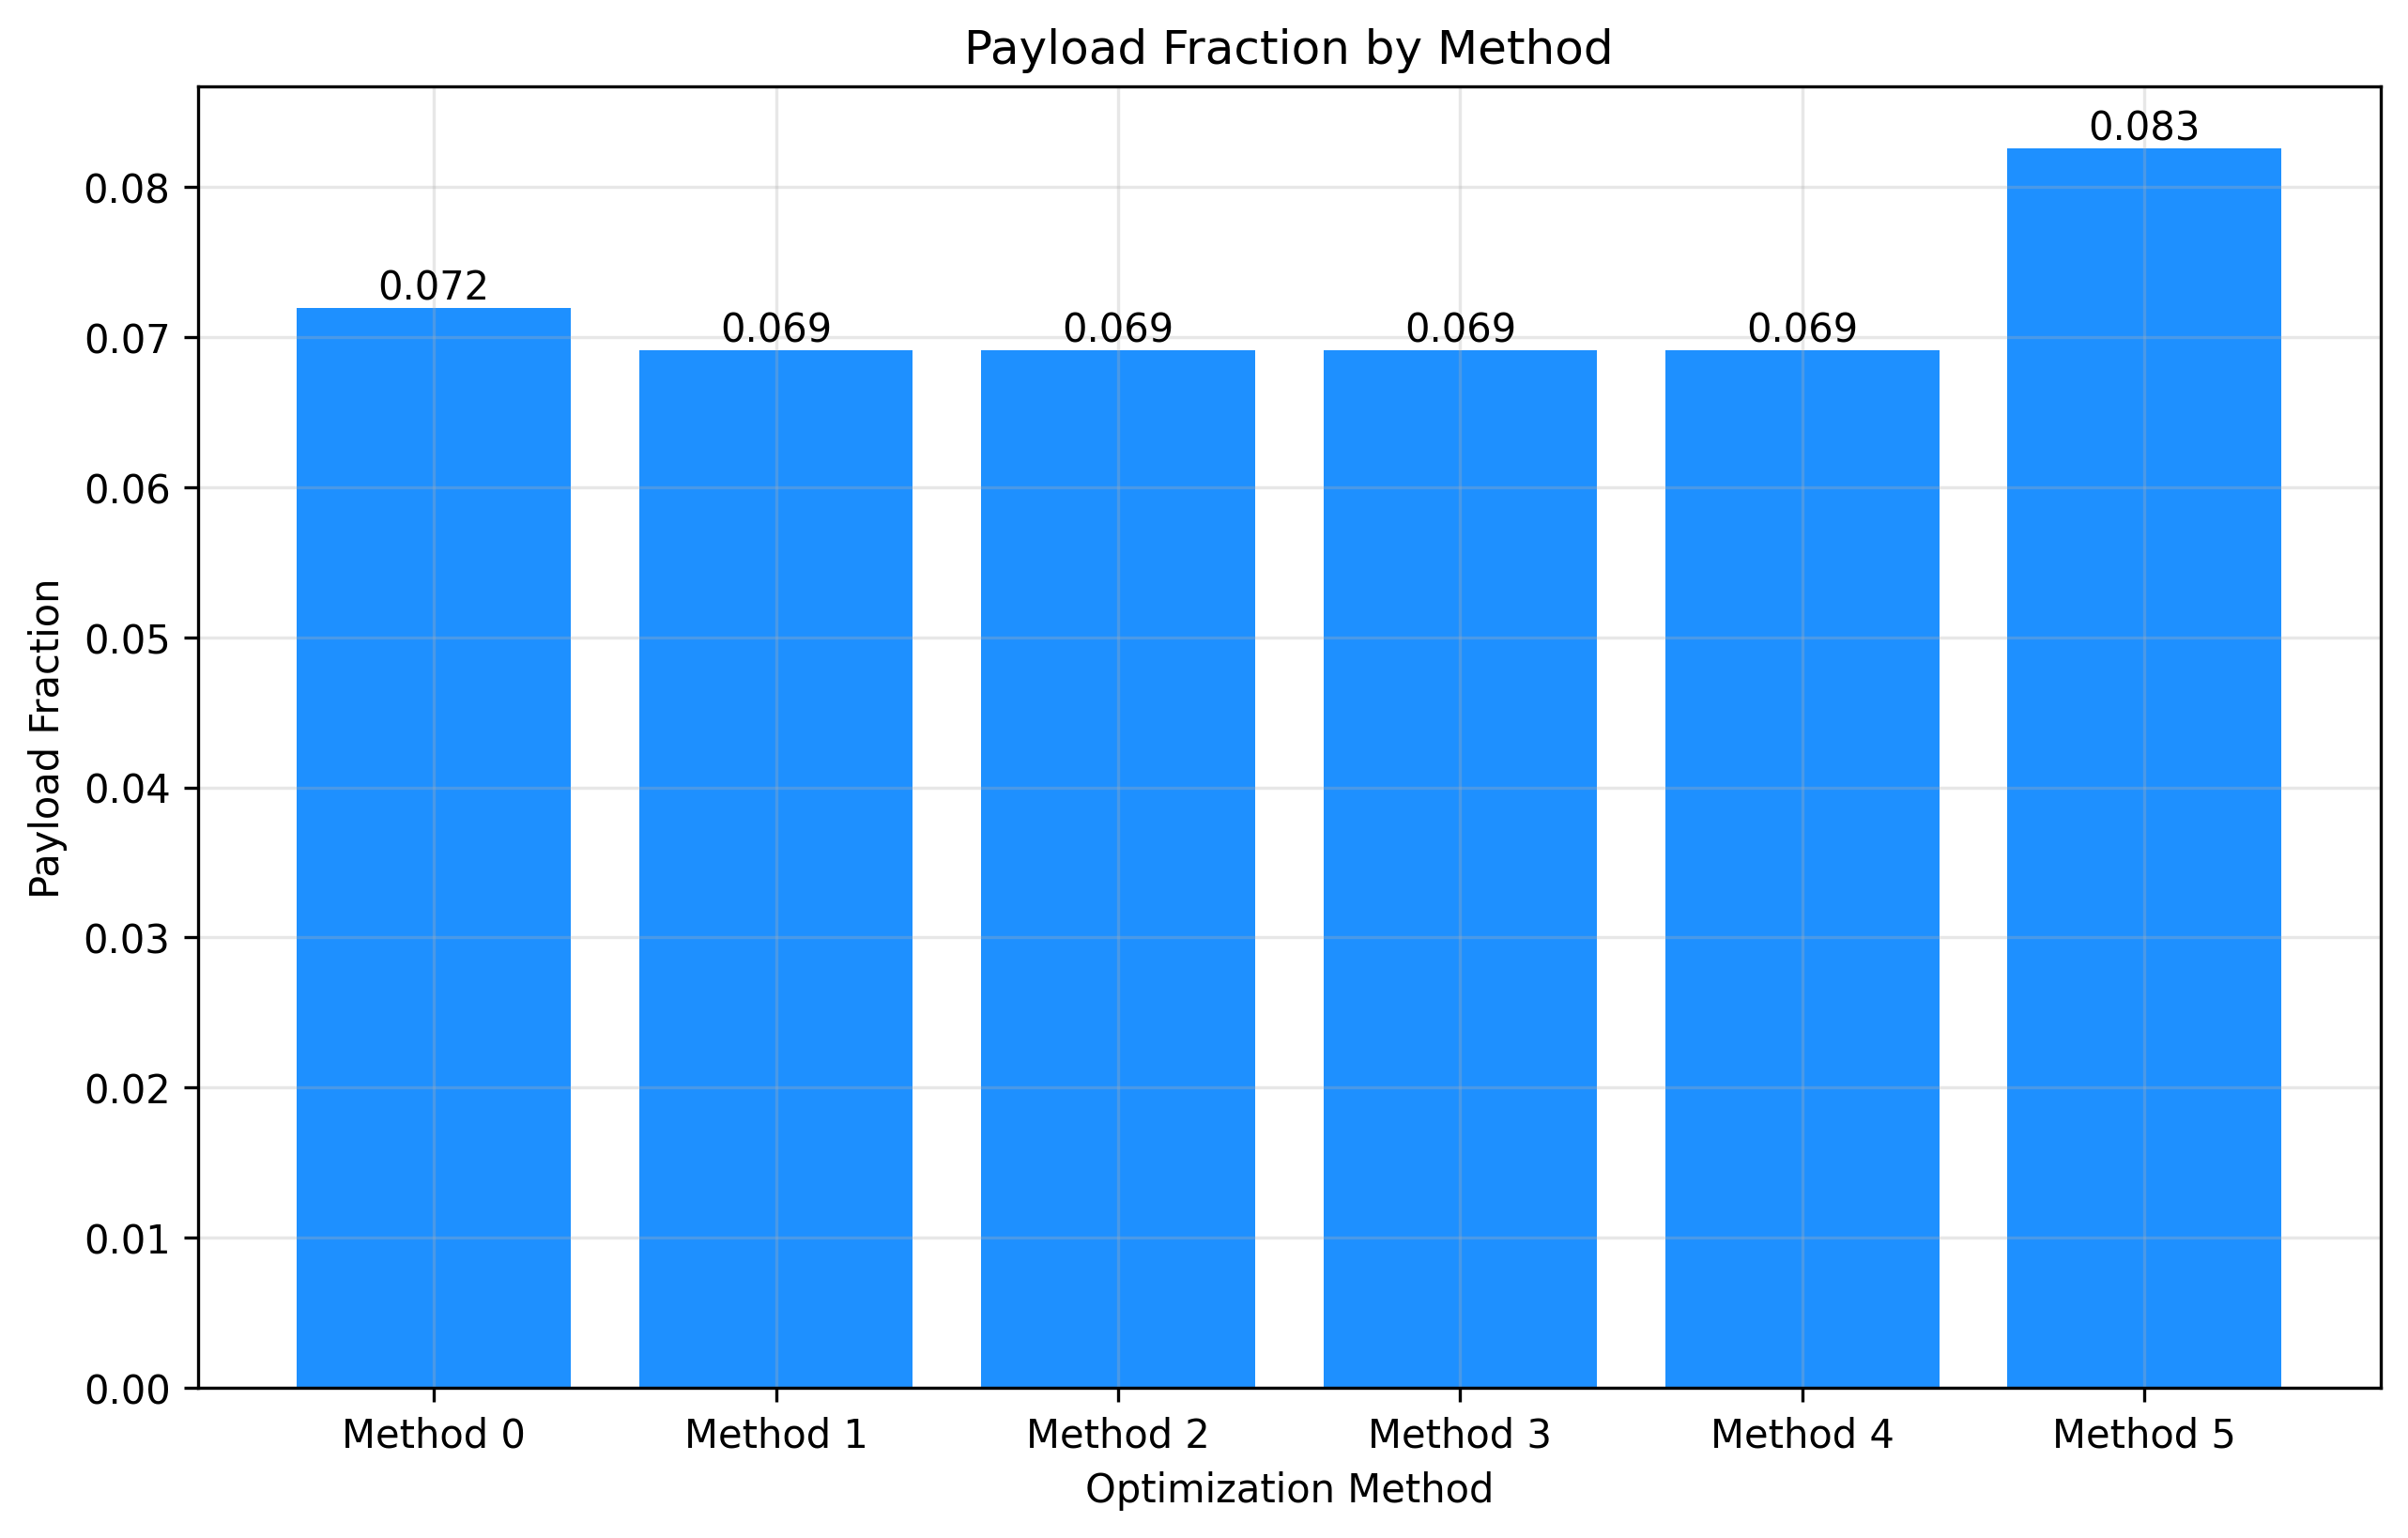 Payload Fraction by Method
Payload Fraction
0.08
0.07
0.06
0.05
0.04
0.03
0.02
0.01
0.00
0.072
0.069
0.069
0.069
0.069
0.083
Method 0
Method 1
Method 2
Method 3
Method 4
Method 5
Optimization Method